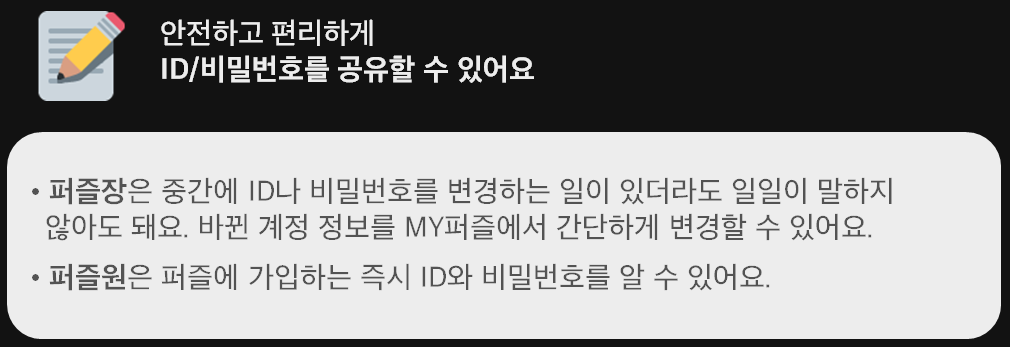 안전하고 편리하게
ID/비밀번호를 공유할 수 있어요
• 퍼즐장은 중간에 ID나 비밀번호를 변경하는 일이 있더라도 일일이 말하지
않아도 돼요. 바뀐 계정 정보를 MY퍼즐에서 간단하게 변경할 수 있어요.
• 퍼즐원은 퍼즐에 가입하는 즉시 ID와 비밀번호를 알 수 있어요.